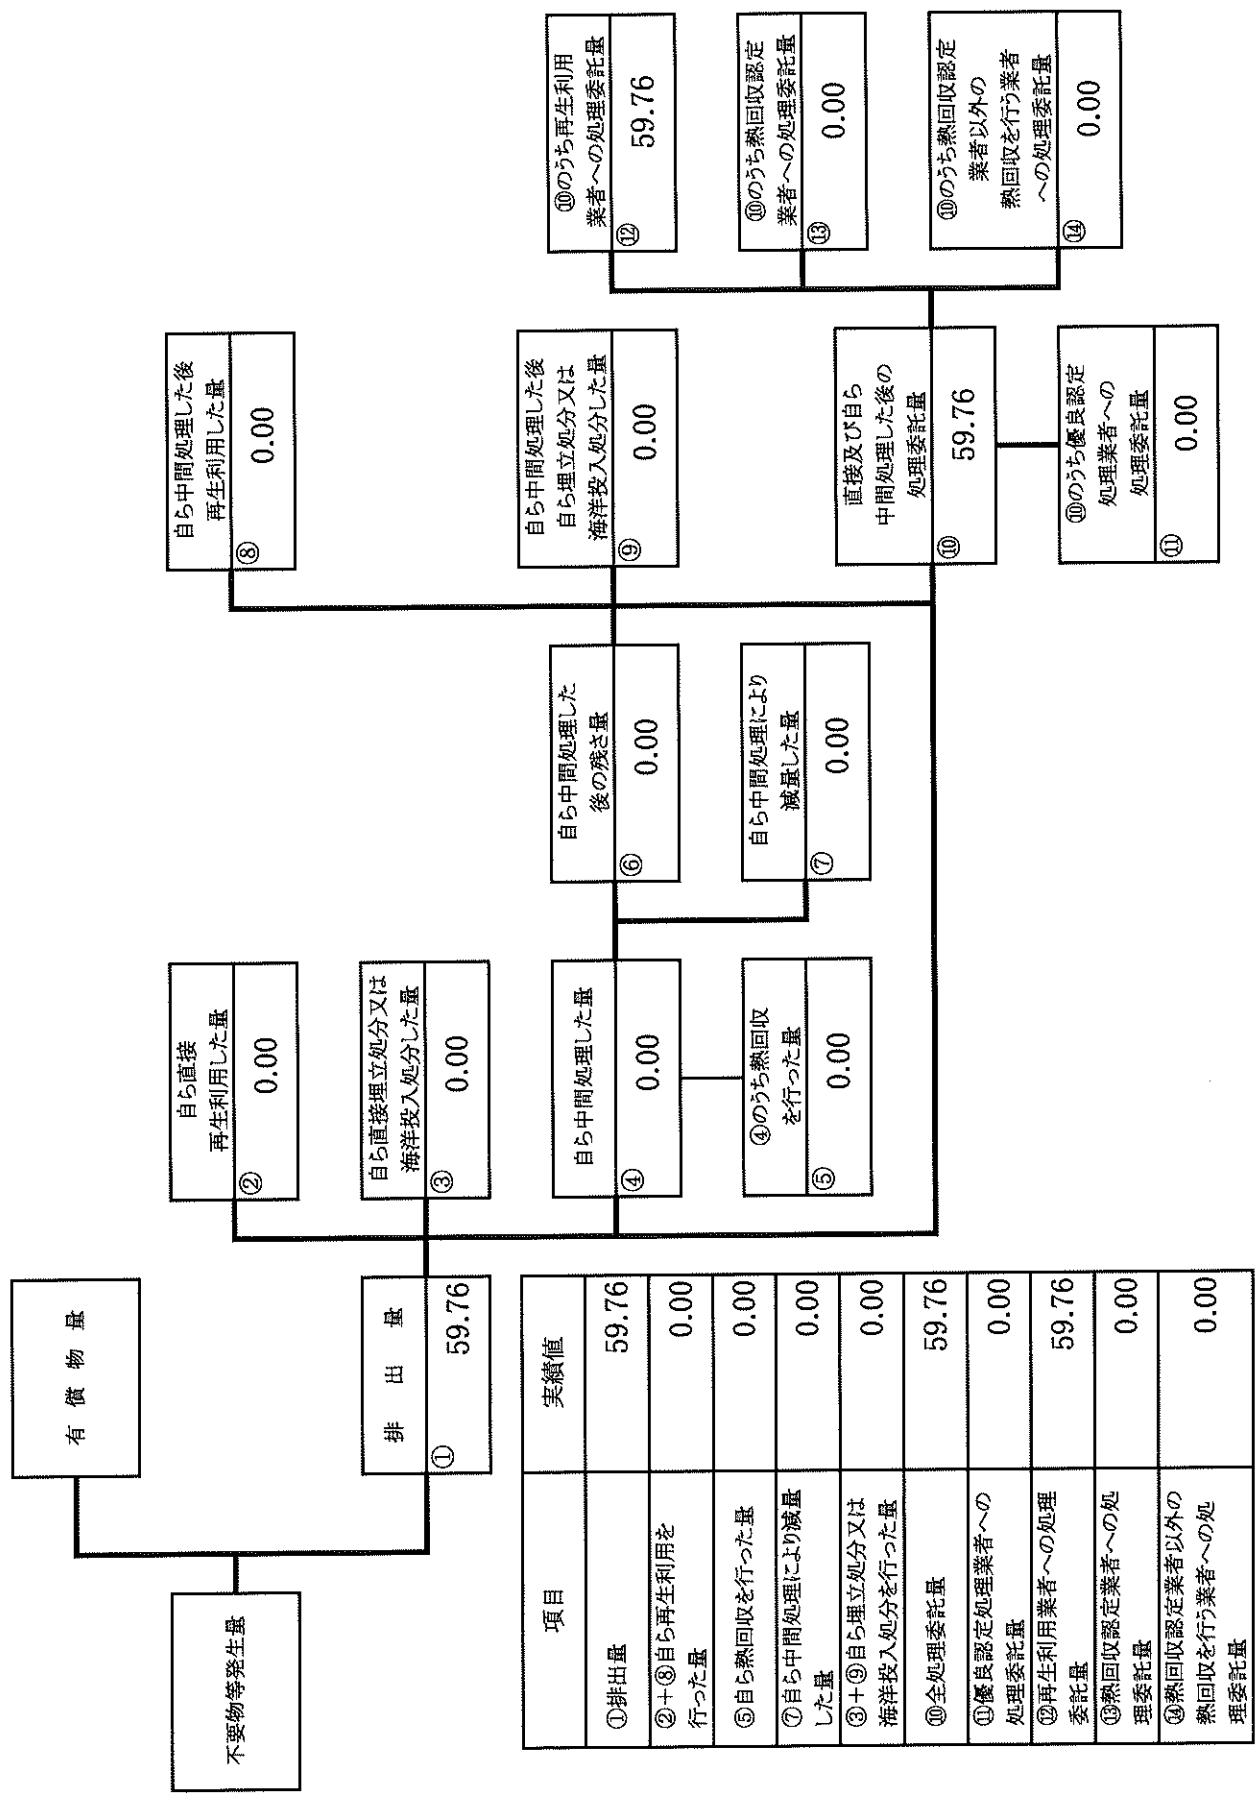 有 償 物 量
不要物等発生量
排 出 量
① 59.76
自ら直接
再生利用した量
② 0.00
自ら直接埋立処分又は
海洋投入処分した量
③ 0.00
自ら中間処理した量
④ 0.00
④のうち熱回収
を行った量
⑤ 0.00
自ら中間処理した
後の残さ量
⑥ 0.00
自ら中間処理により
減量した量
⑦ 0.00
自ら中間処理した後
再生利用した量
⑧ 0.00
自ら中間処理した後
自ら埋立処分又は
海洋投入処分した量
⑨ 0.00
直接及び自ら
中間処理した後の
処理委託量
⑩ 59.76
⑩のうち優良認定
処理業者への
処理委託量
⑪ 0.00
⑩のうち再生利用
業者への処理委託量
⑫ 59.76
⑩のうち熱回収認定
業者への処理委託量
⑬ 0.00
⑩のうち熱回収認定
業者以外の
熱回収を行う業者
への処理委託量
⑭ 0.00
項目 実績値
①排出量 59.76
②+⑧自ら再生利用を
行った量 0.00
⑤自ら熱回収を行った量 0.00
⑦自ら中間処理により減量
した量 0.00
③+⑨自ら埋立処分又は
海洋投入処分を行った量 0.00
⑩全処理委託量 59.76
⑪優良認定処理業者への
処理委託量 0.00
⑫再生利用業者への処理
委託量 59.76
⑬熱回収認定業者への処
理委託量 0.00
⑭熱回収認定業者以外の
熱回収を行う業者への処
理委託量 0.00